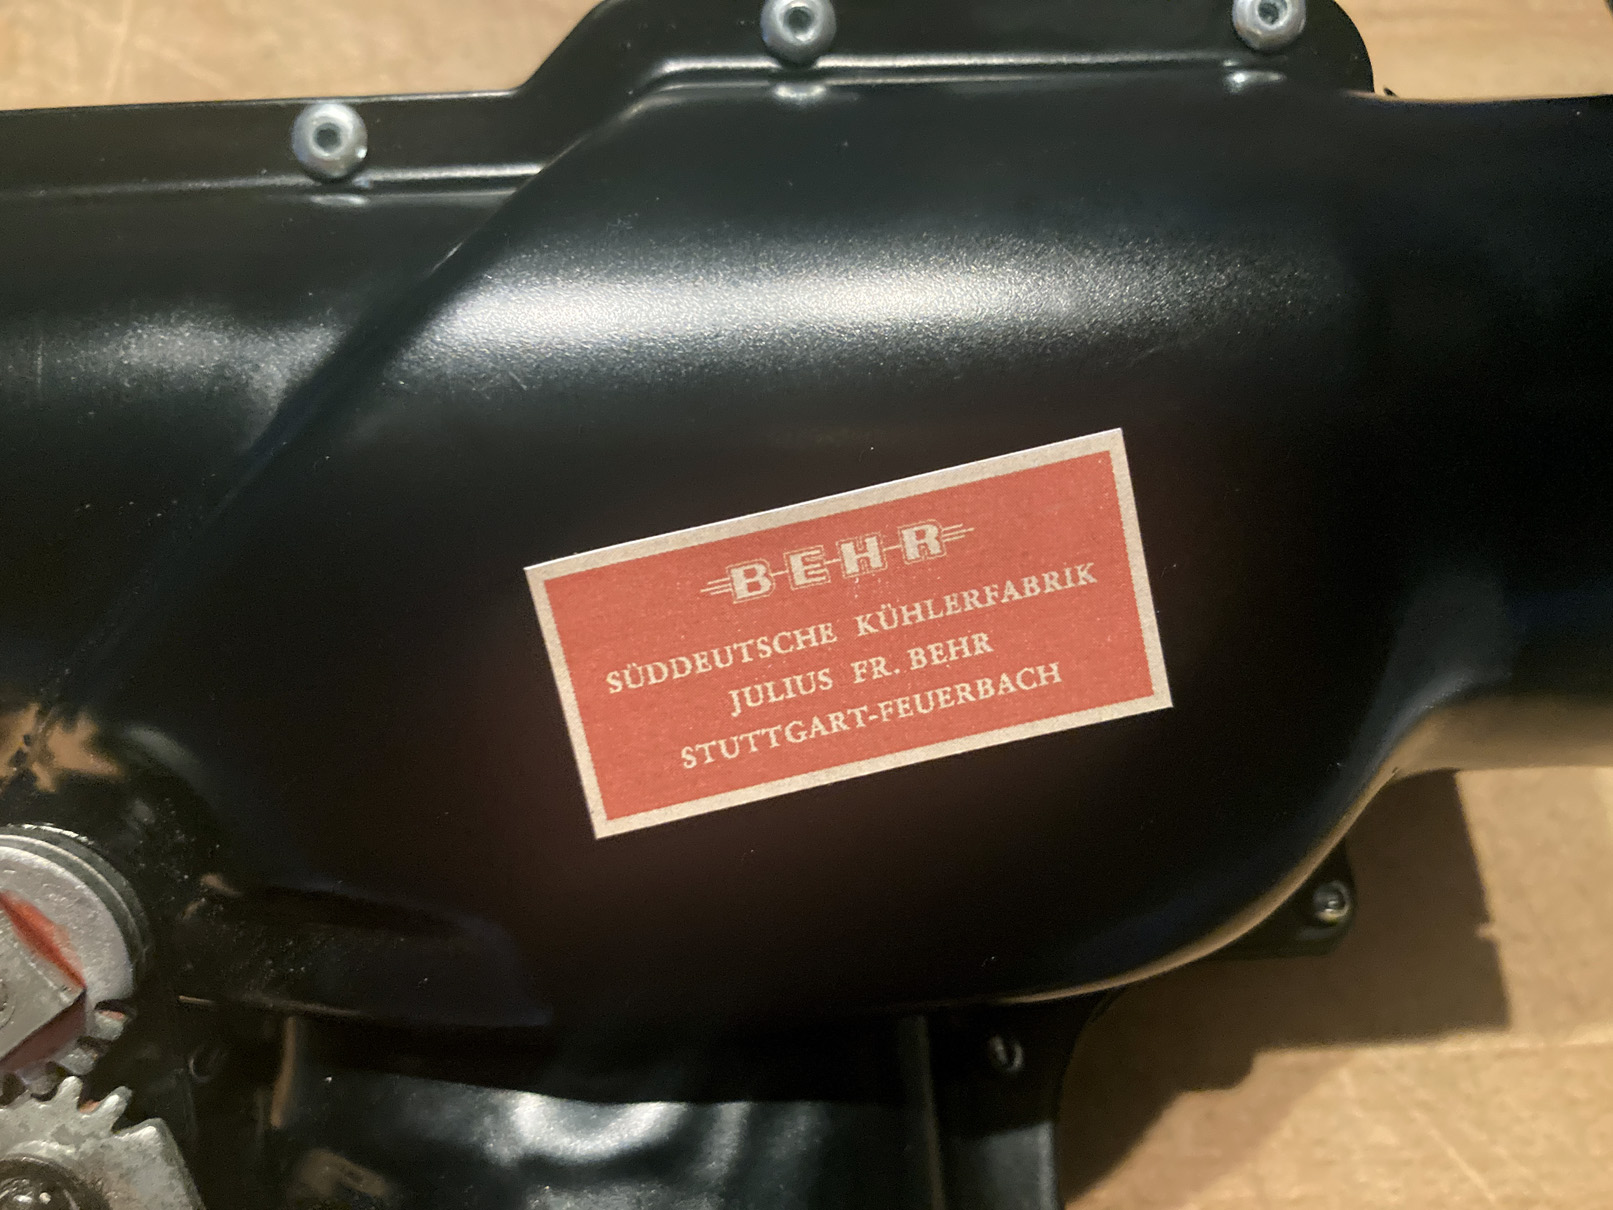 BEHR
SÜDDEUTSCHE KÜHLERFABRIK
JULIUS FR. BEHR
STUTTGART-FEUERBACH